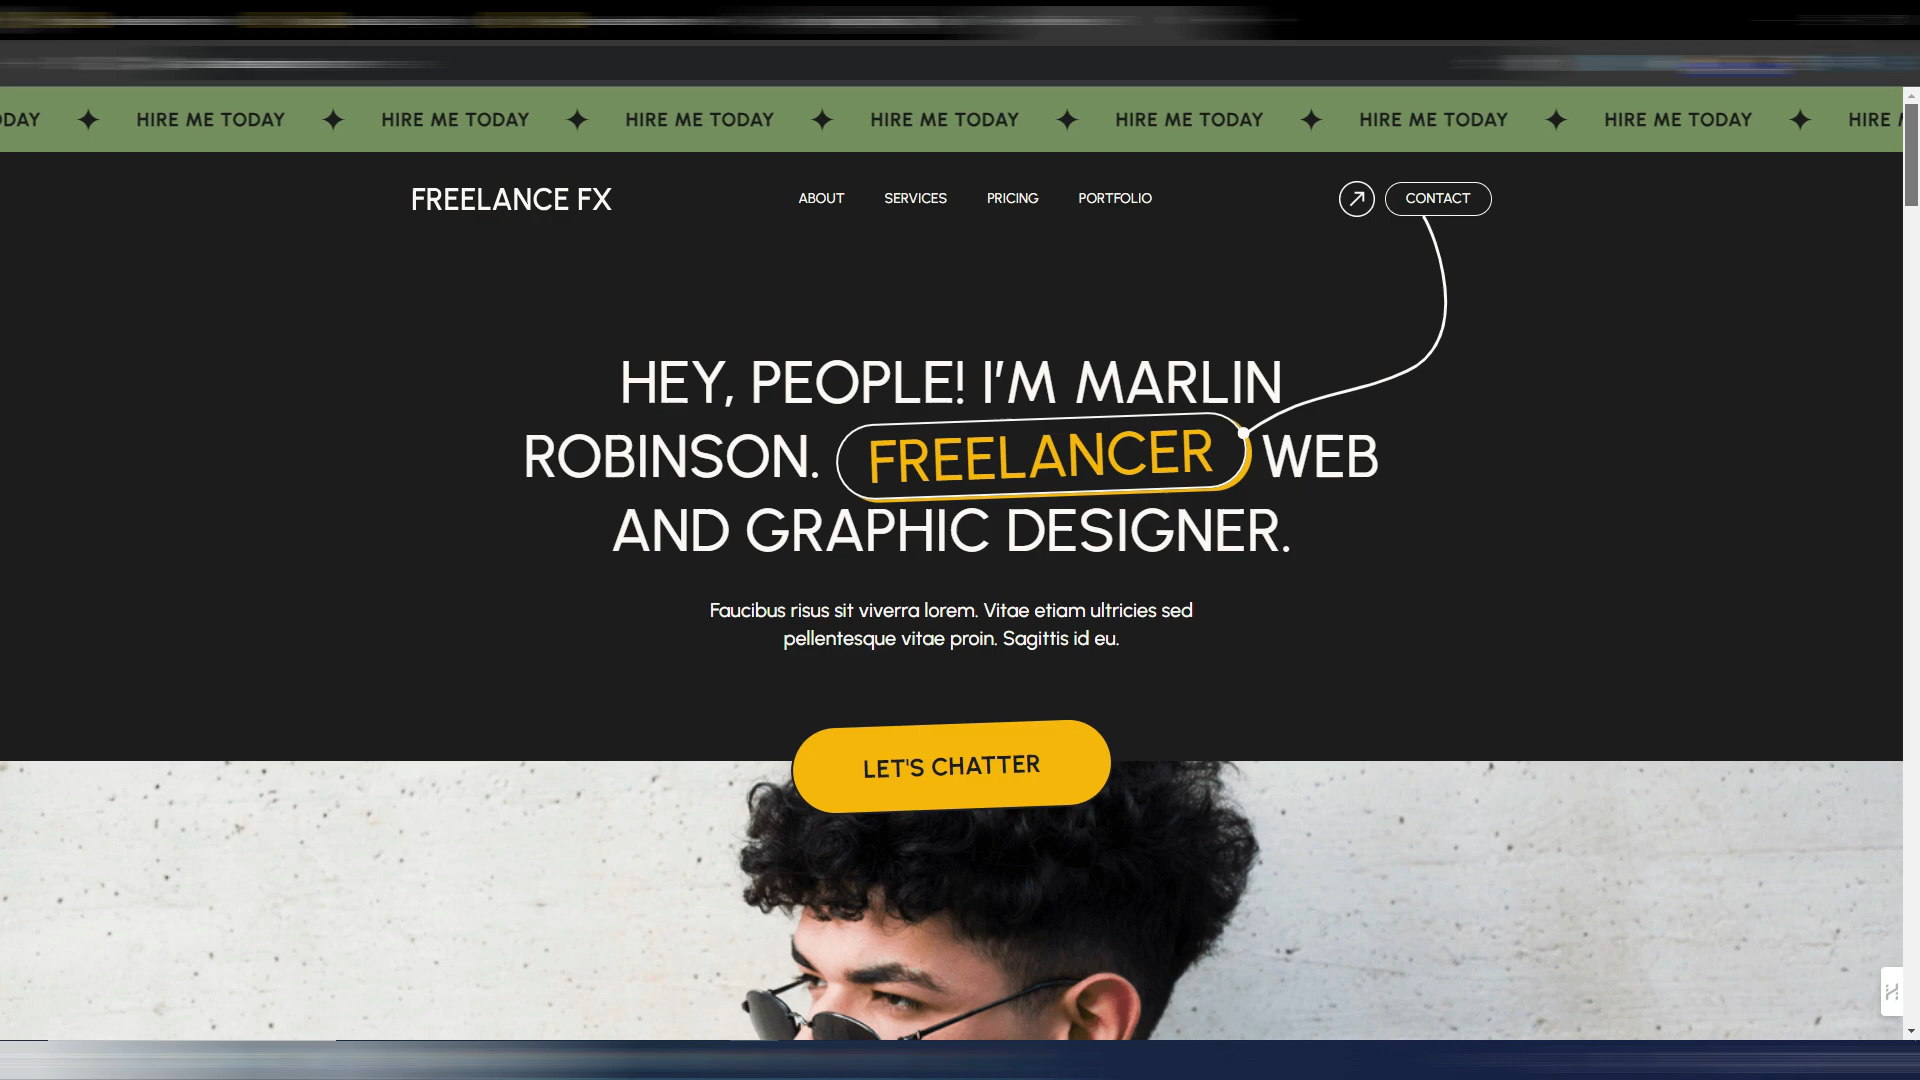 HIRE ME TODAY HIRE ME TODAY HIRE ME TODAY HIRE ME TODAY HIRE ME TODAY HIRE ME TODAY HIRE ME TODAY HIRE
FREELANCE FX
ABOUT SERVICES PRICING PORTFOLIO
CONTACT
HEY, PEOPLE! I'M MARLIN
ROBINSON. FREELANCER WEB
AND GRAPHIC DESIGNER.
Faucibus risus sit viverra lorem. Vitae etiam ultricies sed
pellentesque vitae proin. Sagittis id eu.
LET'S CHATTER